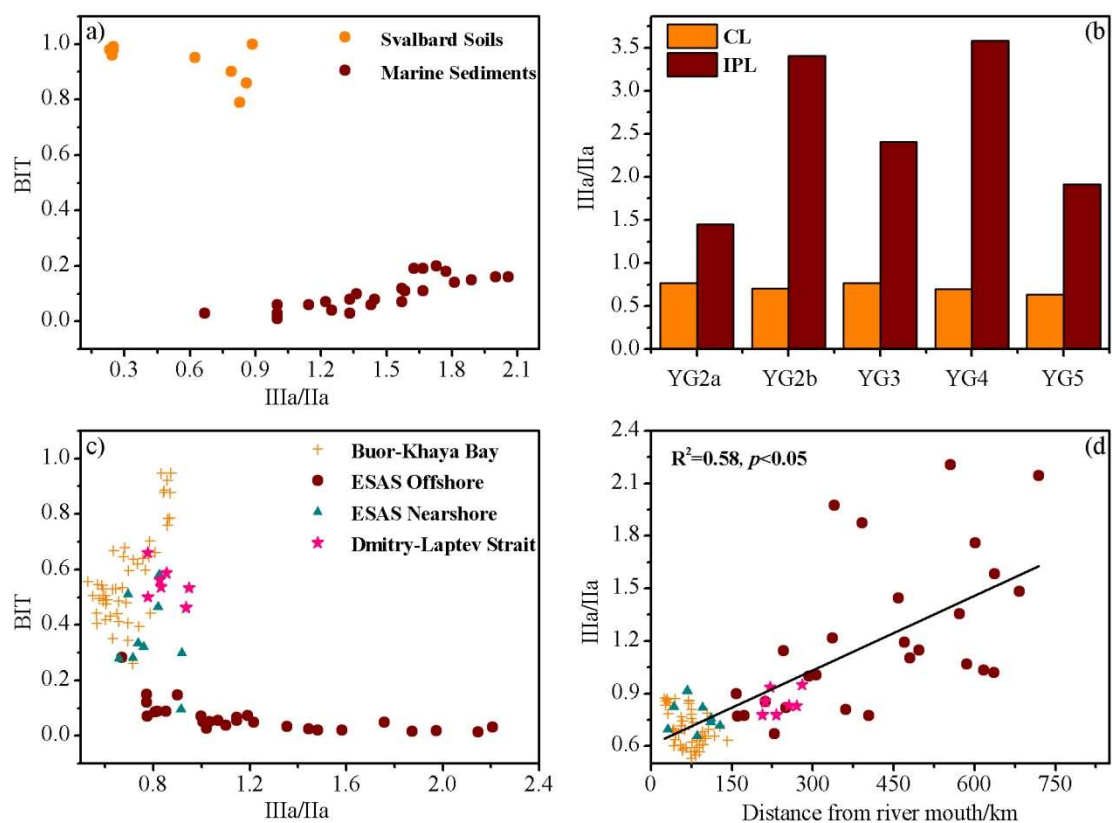 a)
Svalbard Soils
Marine Sediments
BIT
1.0
0.8
0.6
0.4
0.2
0.0
0.3 0.6 0.9 1.2 1.5 1.8 2.1
IIIa/IIa
(b)
CL
IPL
IIIa/IIa
3.5
3.0
2.5
2.0
1.5
1.0
0.5
0.0
YG2a YG2b YG3 YG4 YG5
c)
Buor-Khaya Bay
ESAS Offshore
ESAS Nearshore
Dmitry-Laptev Strait
BIT
1.0
0.8
0.6
0.4
0.2
0.0
0.8 1.2 1.6 2.0 2.4
IIIa/IIa
(d)
R²=0.58, p<0.05
IIIa/IIa
2.4
2.1
1.8
1.5
1.2
0.9
0.6
0 150 300 450 600 750
Distance from river mouth/km